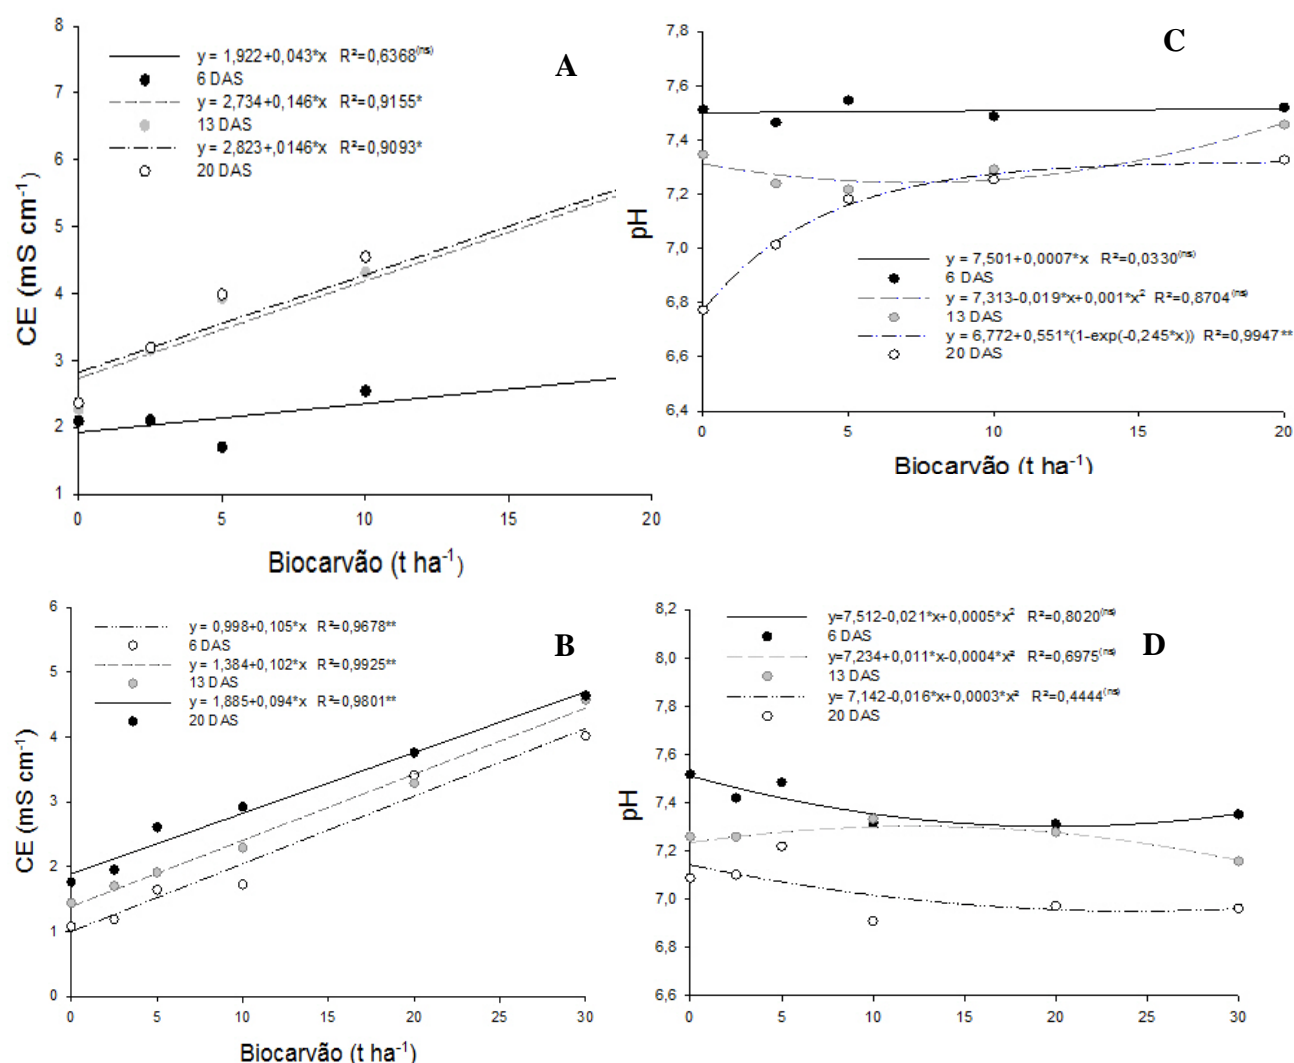 8
7
6
5
4
3
2
1
CE (mS cm-1)
y = 1,922+0,043*x R²=0,6368(ns)
6 DAS
y = 2,734+0,146*x R²=0,9155*
13 DAS
y = 2,823+,0146*x R²=0,9093*
20 DAS
A
0 5 10 15 20
Biocarvão (t ha-1)
7,8
7,6
7,4
7,2
7,0
6,8
6,6
6,4
pH
C
y = 7,501+0,0007*x R²=0,0330(ns)
6 DAS
y = 7,313-0,019*x+0,001*x² R²=0,8704(ns)
13 DAS
y = 6,772+0,551*(1-exp(-0,245*x)) R²=0,9947**
20 DAS
0 5 10 15 20
Biocarvão (t ha-1)
6
5
4
3
2
1
0
CE (mS cm-1)
y = 0,998+0,105*x R²=0,9678**
6 DAS
y = 1,384+0,102*x R²=0,9925**
13 DAS
y = 1,885+0,094*x R²=0,9801**
20 DAS
B
0 5 10 15 20 25 30
Biocarvão (t ha-1)
8,2
8,0
7,8
7,6
7,4
7,2
7,0
6,8
6,6
pH
y=7,512-0,021*x+0,0005*x² R²=0,8020(ns)
6 DAS
y=7,234+0,011*x-0,0004*x² R²=0,6975(ns)
13 DAS
y= 7,142-0,016*x+0,0003*x² R²=0,4444(ns)
20 DAS
D
0 5 10 15 20 25 30